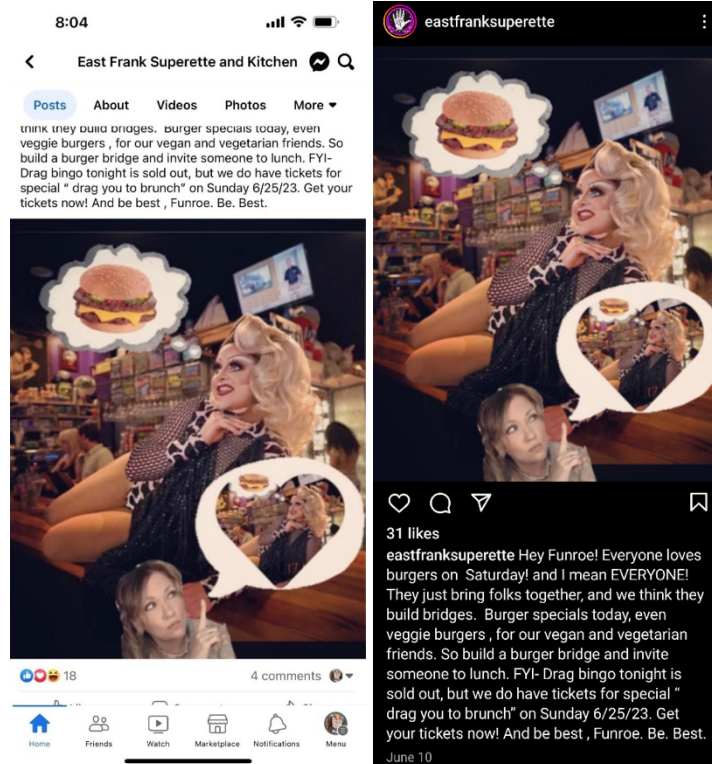 8:04
East Frank Superette and Kitchen
Posts About Videos Photos More
think they build bridges. Burger specials today, even
veggie burgers , for our vegan and vegetarian
friends. So
build a burger bridge and invite someone to lunch. FYI-
Drag bingo tonight is sold out, but we do have tickets for
special “ drag you to brunch” on Sunday 6/25/23. Get your
tickets now! And be best , Funroe. Be. Best.
18
4 comments
Home Friends Watch Marketplace Notifications Menu
eastfranksuperette
31 likes
eastfranksuperette Hey Funroe! Everyone loves
burgers on Saturday! and I mean EVERYONE!
They just bring folks together, and we think they
build bridges. Burger specials today, even
veggie burgers , for our vegan and vegetarian
friends. So build a burger bridge and invite
someone to lunch. FYI- Drag bingo tonight is
sold out, but we do have tickets for special “
drag you to brunch” on Sunday 6/25/23. Get
your tickets now! And be best , Funroe. Be. Best.
June 10